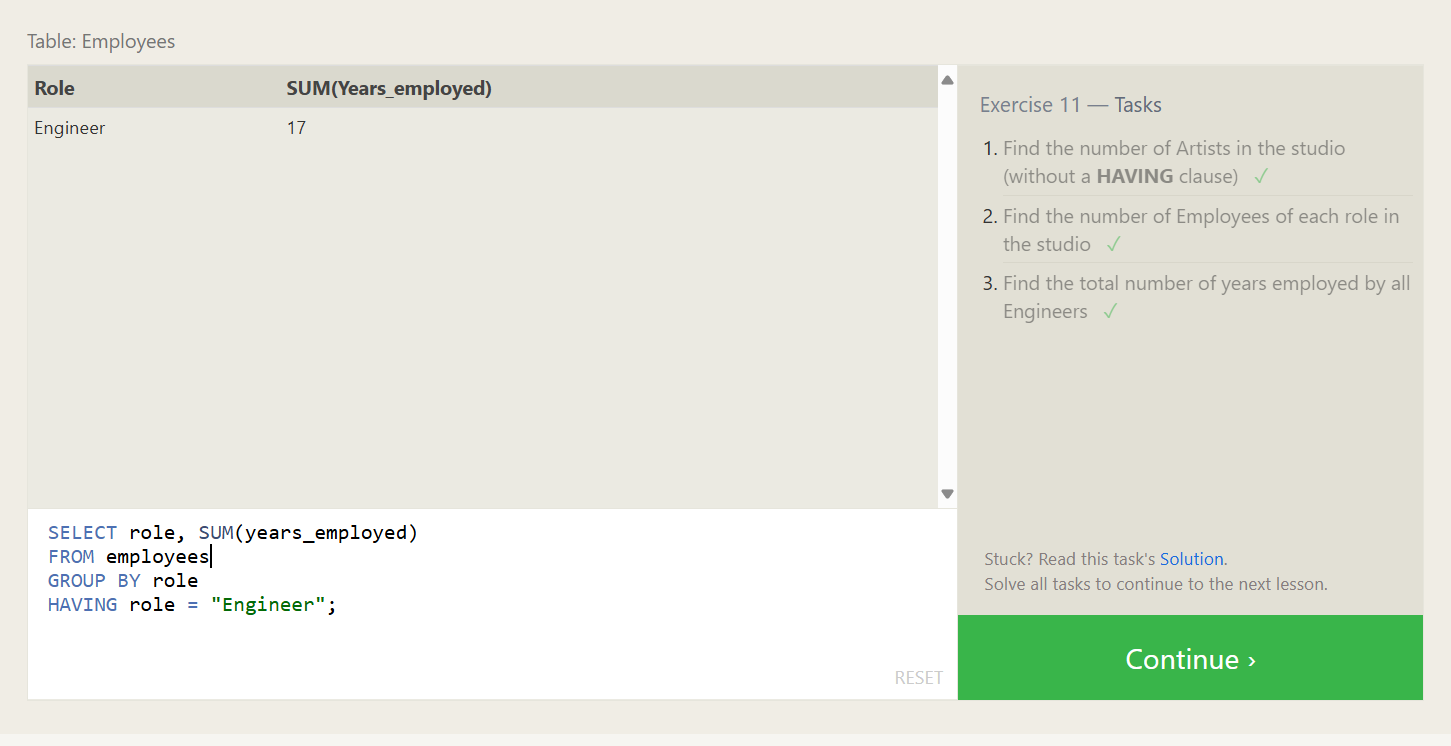 Table: Employees
Role SUM(Years_employed)
Engineer 17
SELECT role, SUM(years_employed)
FROM employees
GROUP BY role
HAVING role = "Engineer";
RESET
Exercise 11 — Tasks
1. Find the number of Artists in the studio
(without a HAVING clause) ✓
2. Find the number of Employees of each role in
the studio ✓
3. Find the total number of years employed by all
Engineers ✓
Stuck? Read this task's Solution.
Solve all tasks to continue to the next lesson.
Continue ›